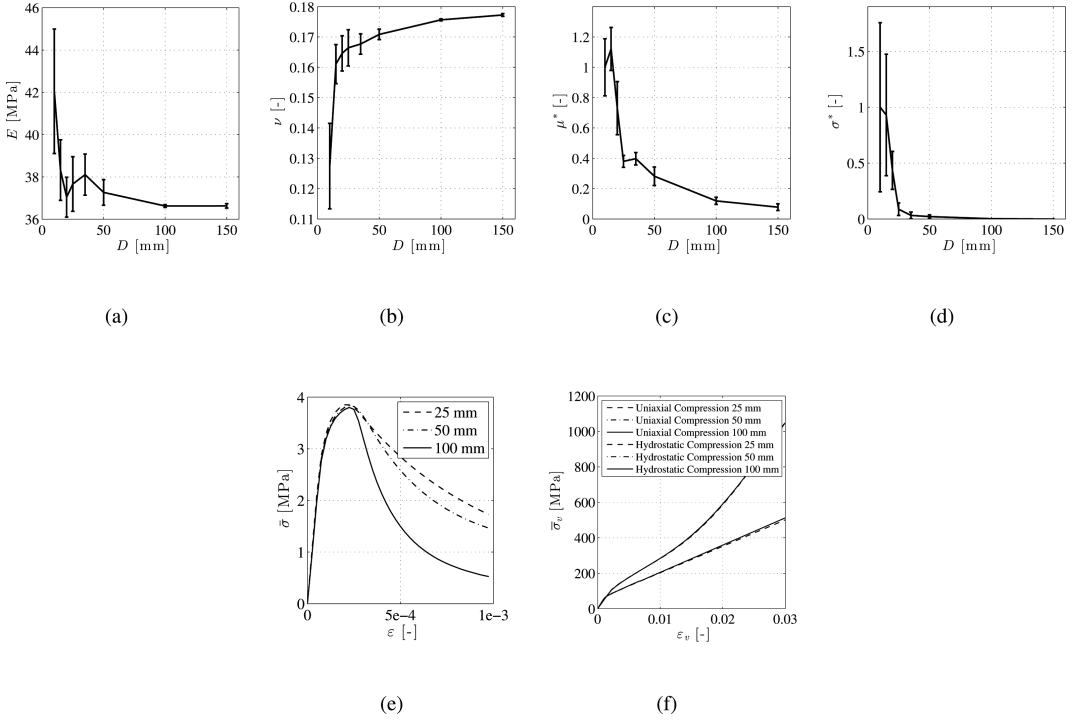 46
44
42
40
38
36
E [MPa]
0 50 100 150
D [mm]
(a)
0.18
0.17
0.16
0.15
0.14
0.13
0.12
0.11
ν [-]
0 50 100 150
D [mm]
(b)
1.2
1
0.8
0.6
0.4
0.2
0
μ* [-]
0 50 100 150
D [mm]
(c)
1.5
1
0.5
0
σ* [-]
0 50 100 150
D [mm]
(d)
4
3
2
1
0
σ̄ [MPa]
25 mm
50 mm
100 mm
0 5e−4 1e−3
ε [-]
(e)
1200
1000
800
600
400
200
0
σ̅v [MPa]
Uniaxial Compression 25 mm
Uniaxial Compression 50 mm
Uniaxial Compression 100 mm
Hydrostatic Compression 25 mm
Hydrostatic Compression 50 mm
Hydrostatic Compression 100 mm
0 0.01 0.02 0.03
εv [-]
(f)